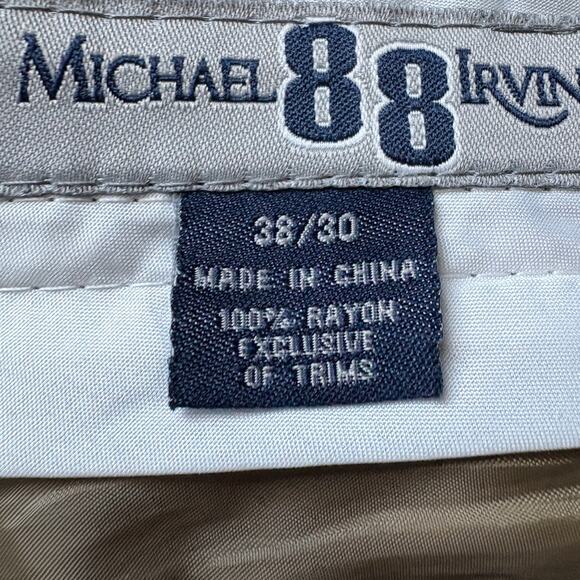 MICHAEL 88 IRVIN
38/30
MADE IN CHINA
100% RAYON
EXCLUSIVE
OF TRIMS